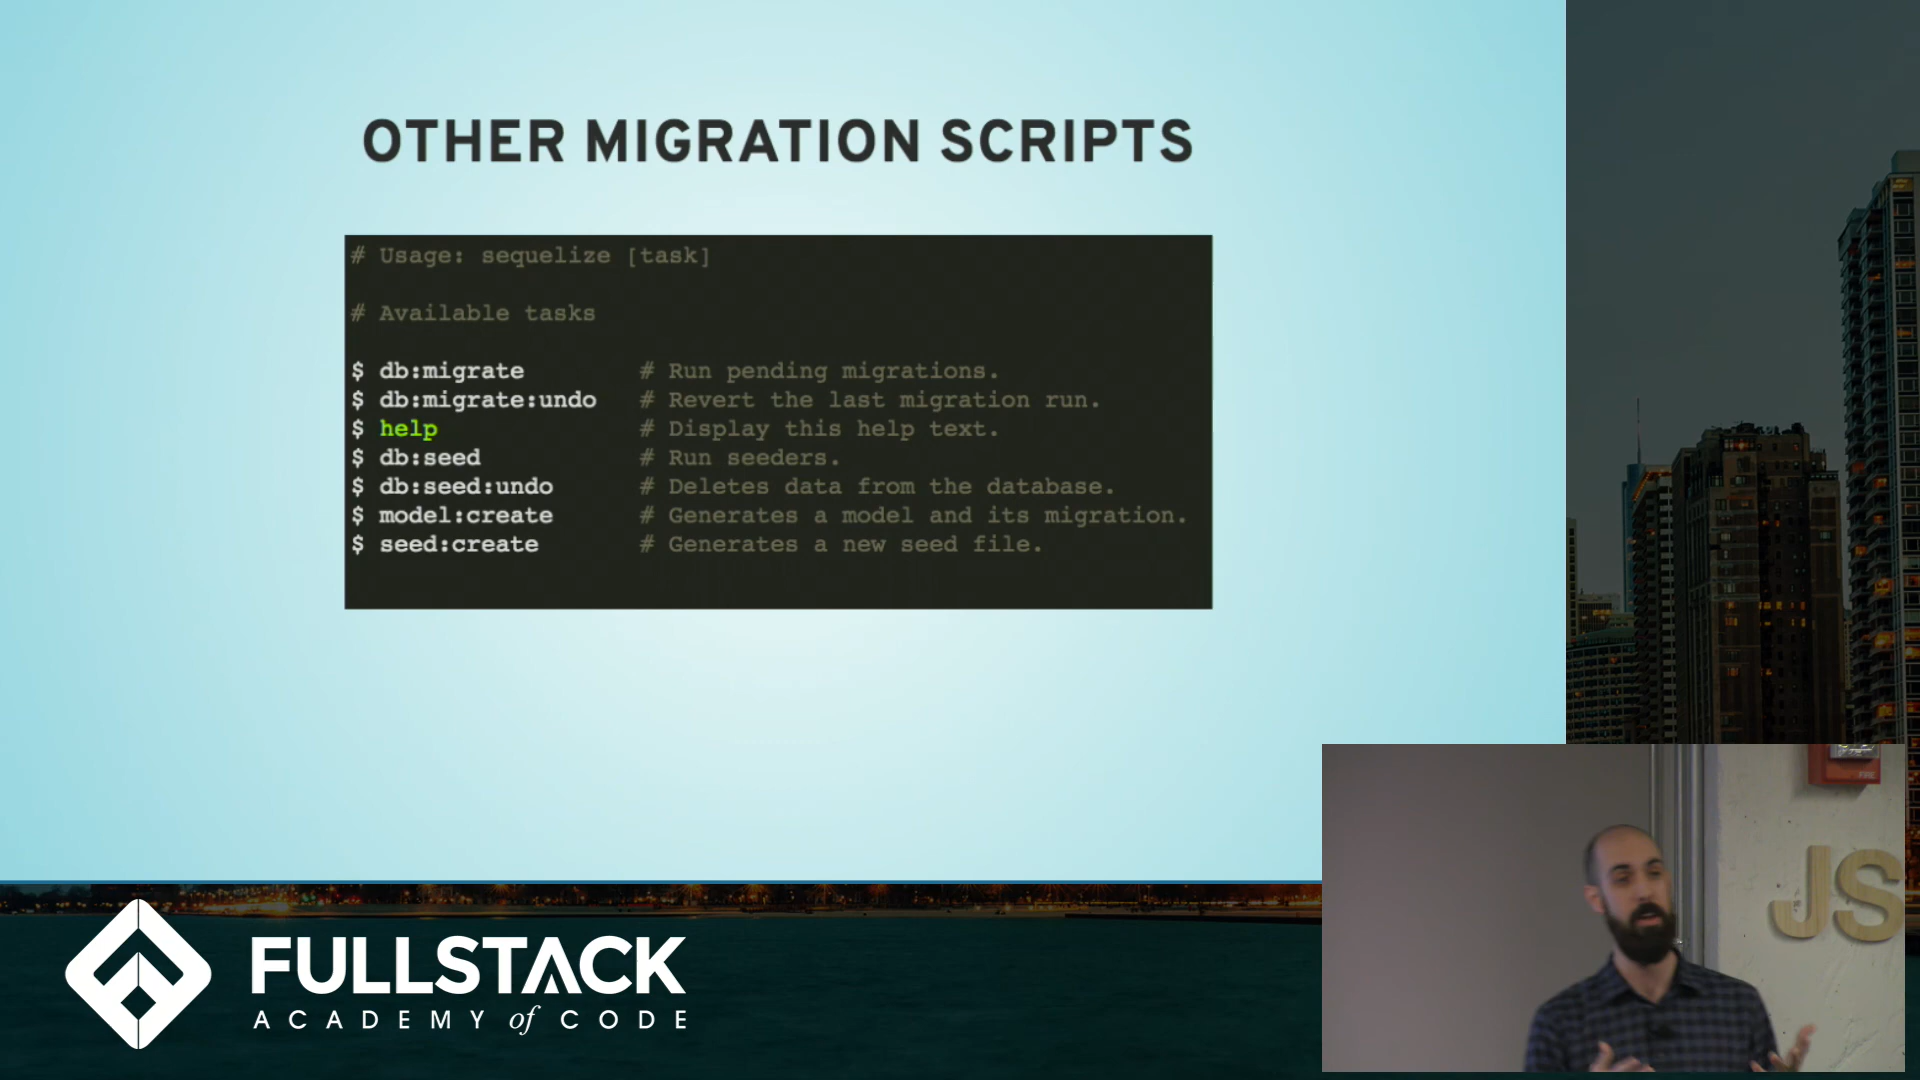 OTHER MIGRATION SCRIPTS
# Usage: sequelize [task]
# Available tasks
$ db:migrate # Run pending migrations.
$ db:migrate:undo # Revert the last migration run.
$ help # Display this help text.
$ db:seed # Run seeders.
$ db:seed:undo # Deletes data from the database.
$ model:create # Generates a model and its migration.
$ seed:create # Generates a new seed file.
FIRE
JS
FULLSTACK
ACADEMY of CODE